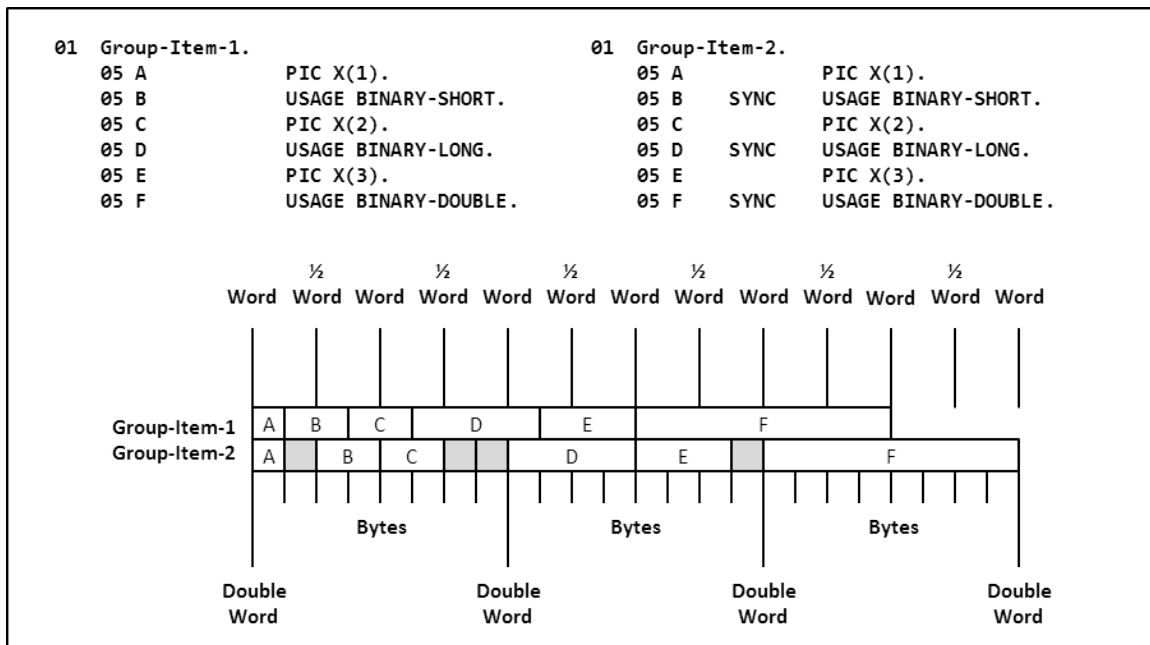 01  Group-Item-1.                            01  Group-Item-2.
    05 A            PIC X(1).                    05 A            PIC X(1).
    05 B            USAGE BINARY-SHORT.          05 B    SYNC    USAGE BINARY-SHORT.
    05 C            PIC X(2).                    05 C            PIC X(2).
    05 D            USAGE BINARY-LONG.           05 D    SYNC    USAGE BINARY-LONG.
    05 E            PIC X(3).                    05 E            PIC X(3).
    05 F            USAGE BINARY-DOUBLE.         05 F    SYNC    USAGE BINARY-DOUBLE.
½ ½ ½ ½ ½ ½
Word Word Word Word Word Word Word Word Word Word Word Word Word
Group-Item-1 A B C D E F
Group-Item-2 A B C D E F
Bytes Bytes Bytes
Double Double Double Double
Word Word Word Word